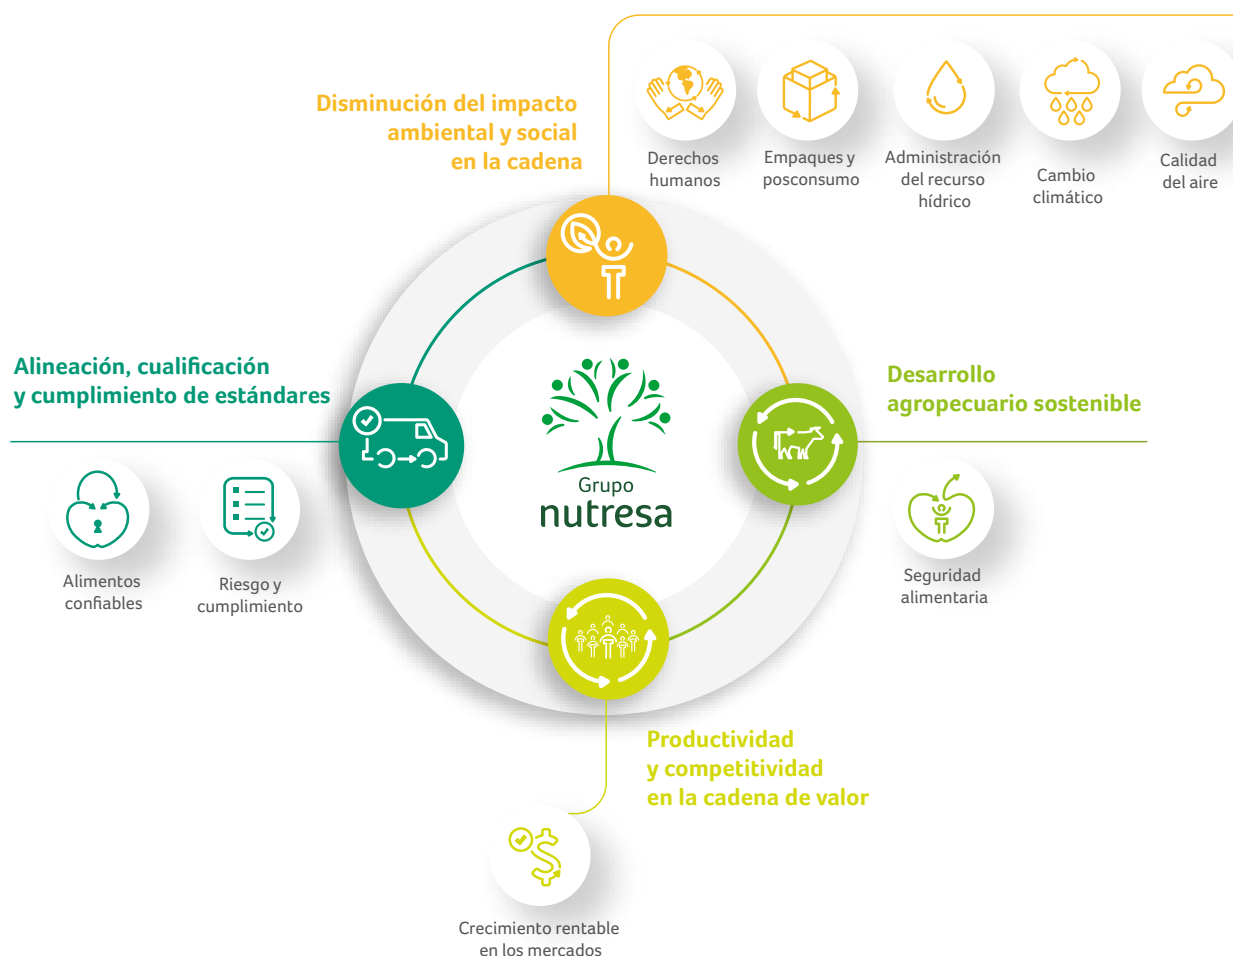 Disminución del impacto
ambiental y social
en la cadena
Derechos
humanos
Empaques y
posconsumo
Administración
del recurso
hídrico
Cambio
climático
Calidad
del aire
Alineación, cualificación
y cumplimiento de estándares
Alimentos
confiables
Riesgo y
cumplimiento
Grupo
nutresa
Desarrollo
agropecuario sostenible
Seguridad
alimentaria
Productividad
y competitividad
en la cadena de valor
Crecimiento rentable
en los mercados